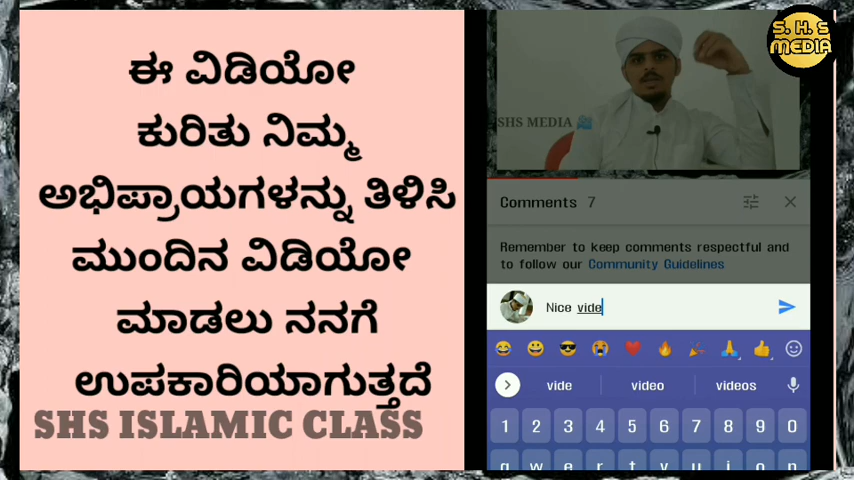 ಈ ವಿಡಿಯೋ
ಕುರಿತು ನಿಮ್ಮ
ಅಭಿಪ್ರಾಯಗಳನ್ನು ತಿಳಿಸಿ
ಮುಂದಿನ ವಿಡಿಯೋ
ಮಾಡಲು ನನಗೆ
ಉಪಕಾರಿಯಾಗುತ್ತದೆ
SHS ISLAMIC CLASS
S. H. S
MEDIA
SHS MEDIA
Comments 7
Remember to keep comments respectful and
to follow our Community Guidelines
Nice vide
vide video videos
1 2 3 4 5 6 7 8 9 0
q w e r t y u i o p